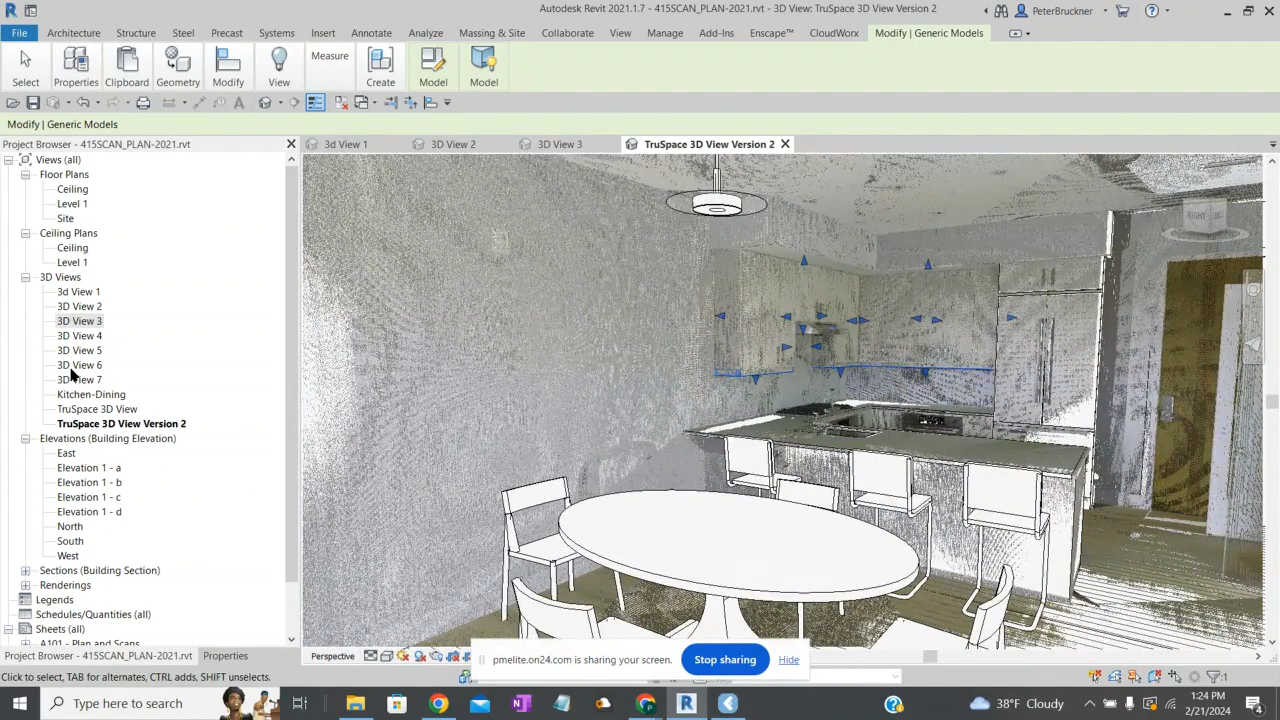 Autodesk Revit 2021.1.7 - 415SCAN_PLAN-2021.rvt - 3D View: TruSpace 3D View Version 2
PeterBruckner
File
Architecture
Structure
Steel
Precast
Systems
Insert
Annotate
Analyze
Massing & Site
Collaborate
View
Manage
Add-Ins
Enscape™
CloudWorx
Modify | Generic Models
Select
Properties
Clipboard
Geometry
Modify
View
Measure
Create
Model
Model
Modify | Generic Models
Project Browser - 415SCAN_PLAN-2021.rvt
3d View 1
3D View 2
3D View 3
TruSpace 3D View Version 2
Views (all)
Floor Plans
Ceiling
Level 1
Site
Ceiling Plans
Ceiling
Level 1
3D Views
3d View 1
3D View 2
3D View 3
3D View 4
3D View 5
3D View 6
3D View 7
Kitchen-Dining
TruSpace 3D View
TruSpace 3D View Version 2
Elevations (Building Elevation)
East
Elevation 1 - a
Elevation 1 - b
Elevation 1 - c
Elevation 1 - d
North
South
West
Sections (Building Section)
Renderings
Legends
Schedules/Quantities (all)
Sheets (all)
A101 - Plan and Scans
RIGHT
Project Browser - 415SCAN_PLAN-2021.rvt
Properties
Perspective
pmelite.on24.com is sharing your screen.
Stop sharing
Hide
Click to select, TAB for alternates, CTRL adds, SHIFT unselects.
:1
Type here to search
38°F Cloudy
1:24 PM
2/21/2024